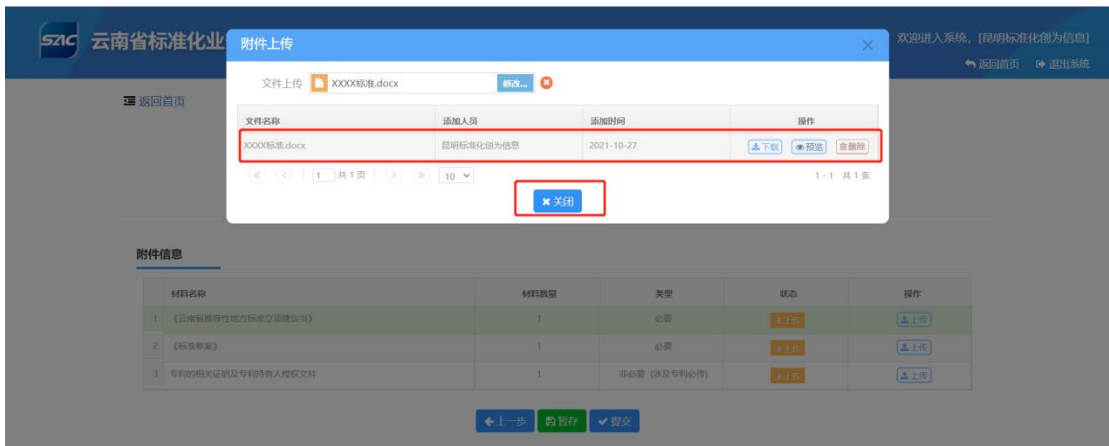 SAC 云南省标准化业
附件上传
欢迎进入系统, [昆明标准化创为信息]
返回首页 退出系统
文件上传 XXXX标准.docx 修改...
返回首页
文件名称 添加人员 添加时间 操作
XXXX标准.docx 昆明标准化创为信息 2021-10-27 下载 预览 删除
1 共1页 10 1 - 1 共1条
关闭
附件信息
材料名称 材料数量 类型 状态 操作
1 《云南省推荐性地方标准立项建议书》 1 必要 未上传 上传
2 《标准草案》 1 必要 未上传 上传
3 专利的相关证明及专利持有人授权文件 1 非必要 (涉及专利必传) 未上传 上传
上一步 暂存 提交